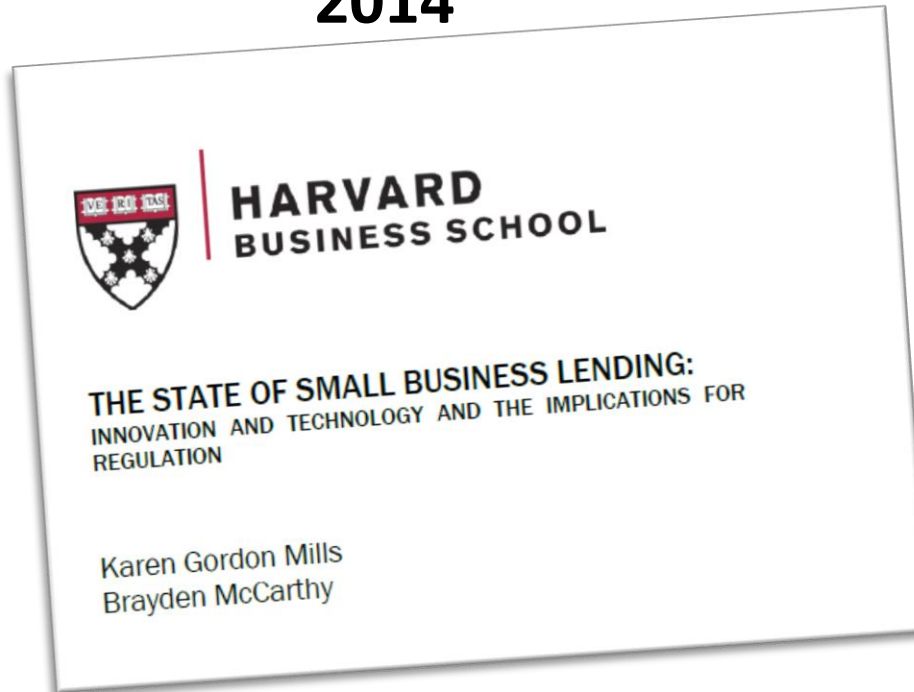 2014
VE RI TAS
HARVARD
BUSINESS SCHOOL
THE STATE OF SMALL BUSINESS LENDING:
INNOVATION AND TECHNOLOGY AND THE IMPLICATIONS FOR
REGULATION
Karen Gordon Mills
Brayden McCarthy